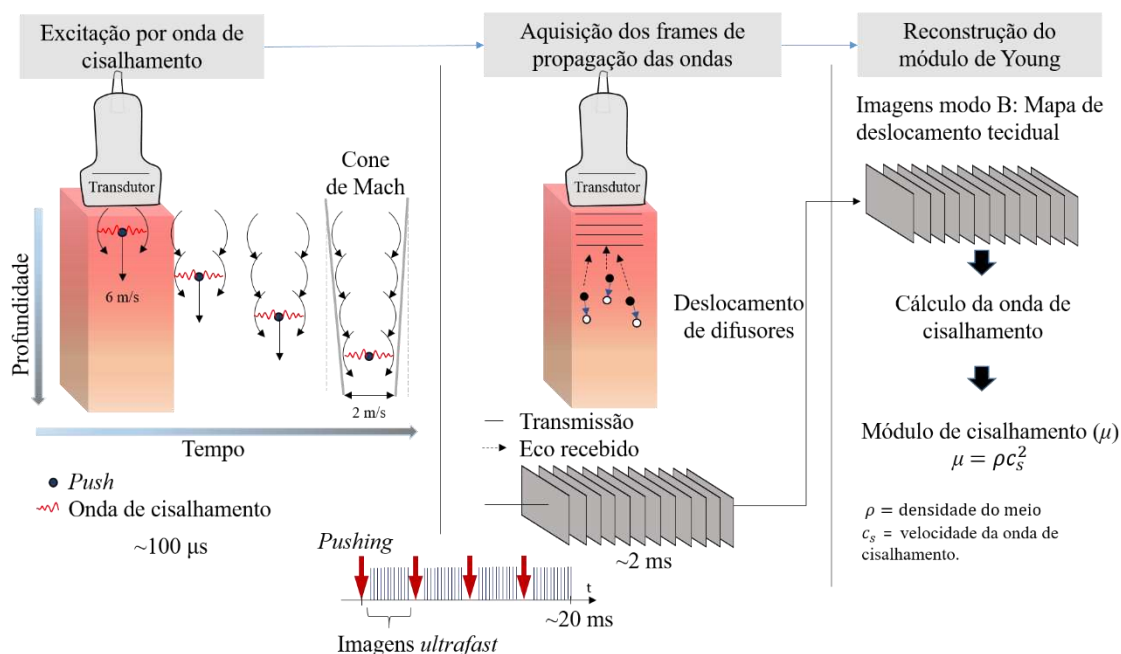 Excitação por onda de
cisalhamento
Aquisição dos frames de
propagação das ondas
Reconstrução do
módulo de Young
Transdutor
Cone
de Mach
6 m/s
2 m/s
Profundidade
Tempo
Push
Onda de cisalhamento
~100 µs
Transdutor
Deslocamento
de difusores
Transmissão
Eco recebido
~2 ms
Pushing
t
~20 ms
Imagens ultrafast
Imagens modo B: Mapa de
deslocamento tecidual
Cálculo da onda de
cisalhamento
Módulo de cisalhamento (μ)
μ = ρc_s^2
ρ = densidade do meio
c_s = velocidade da onda de
cisalhamento.